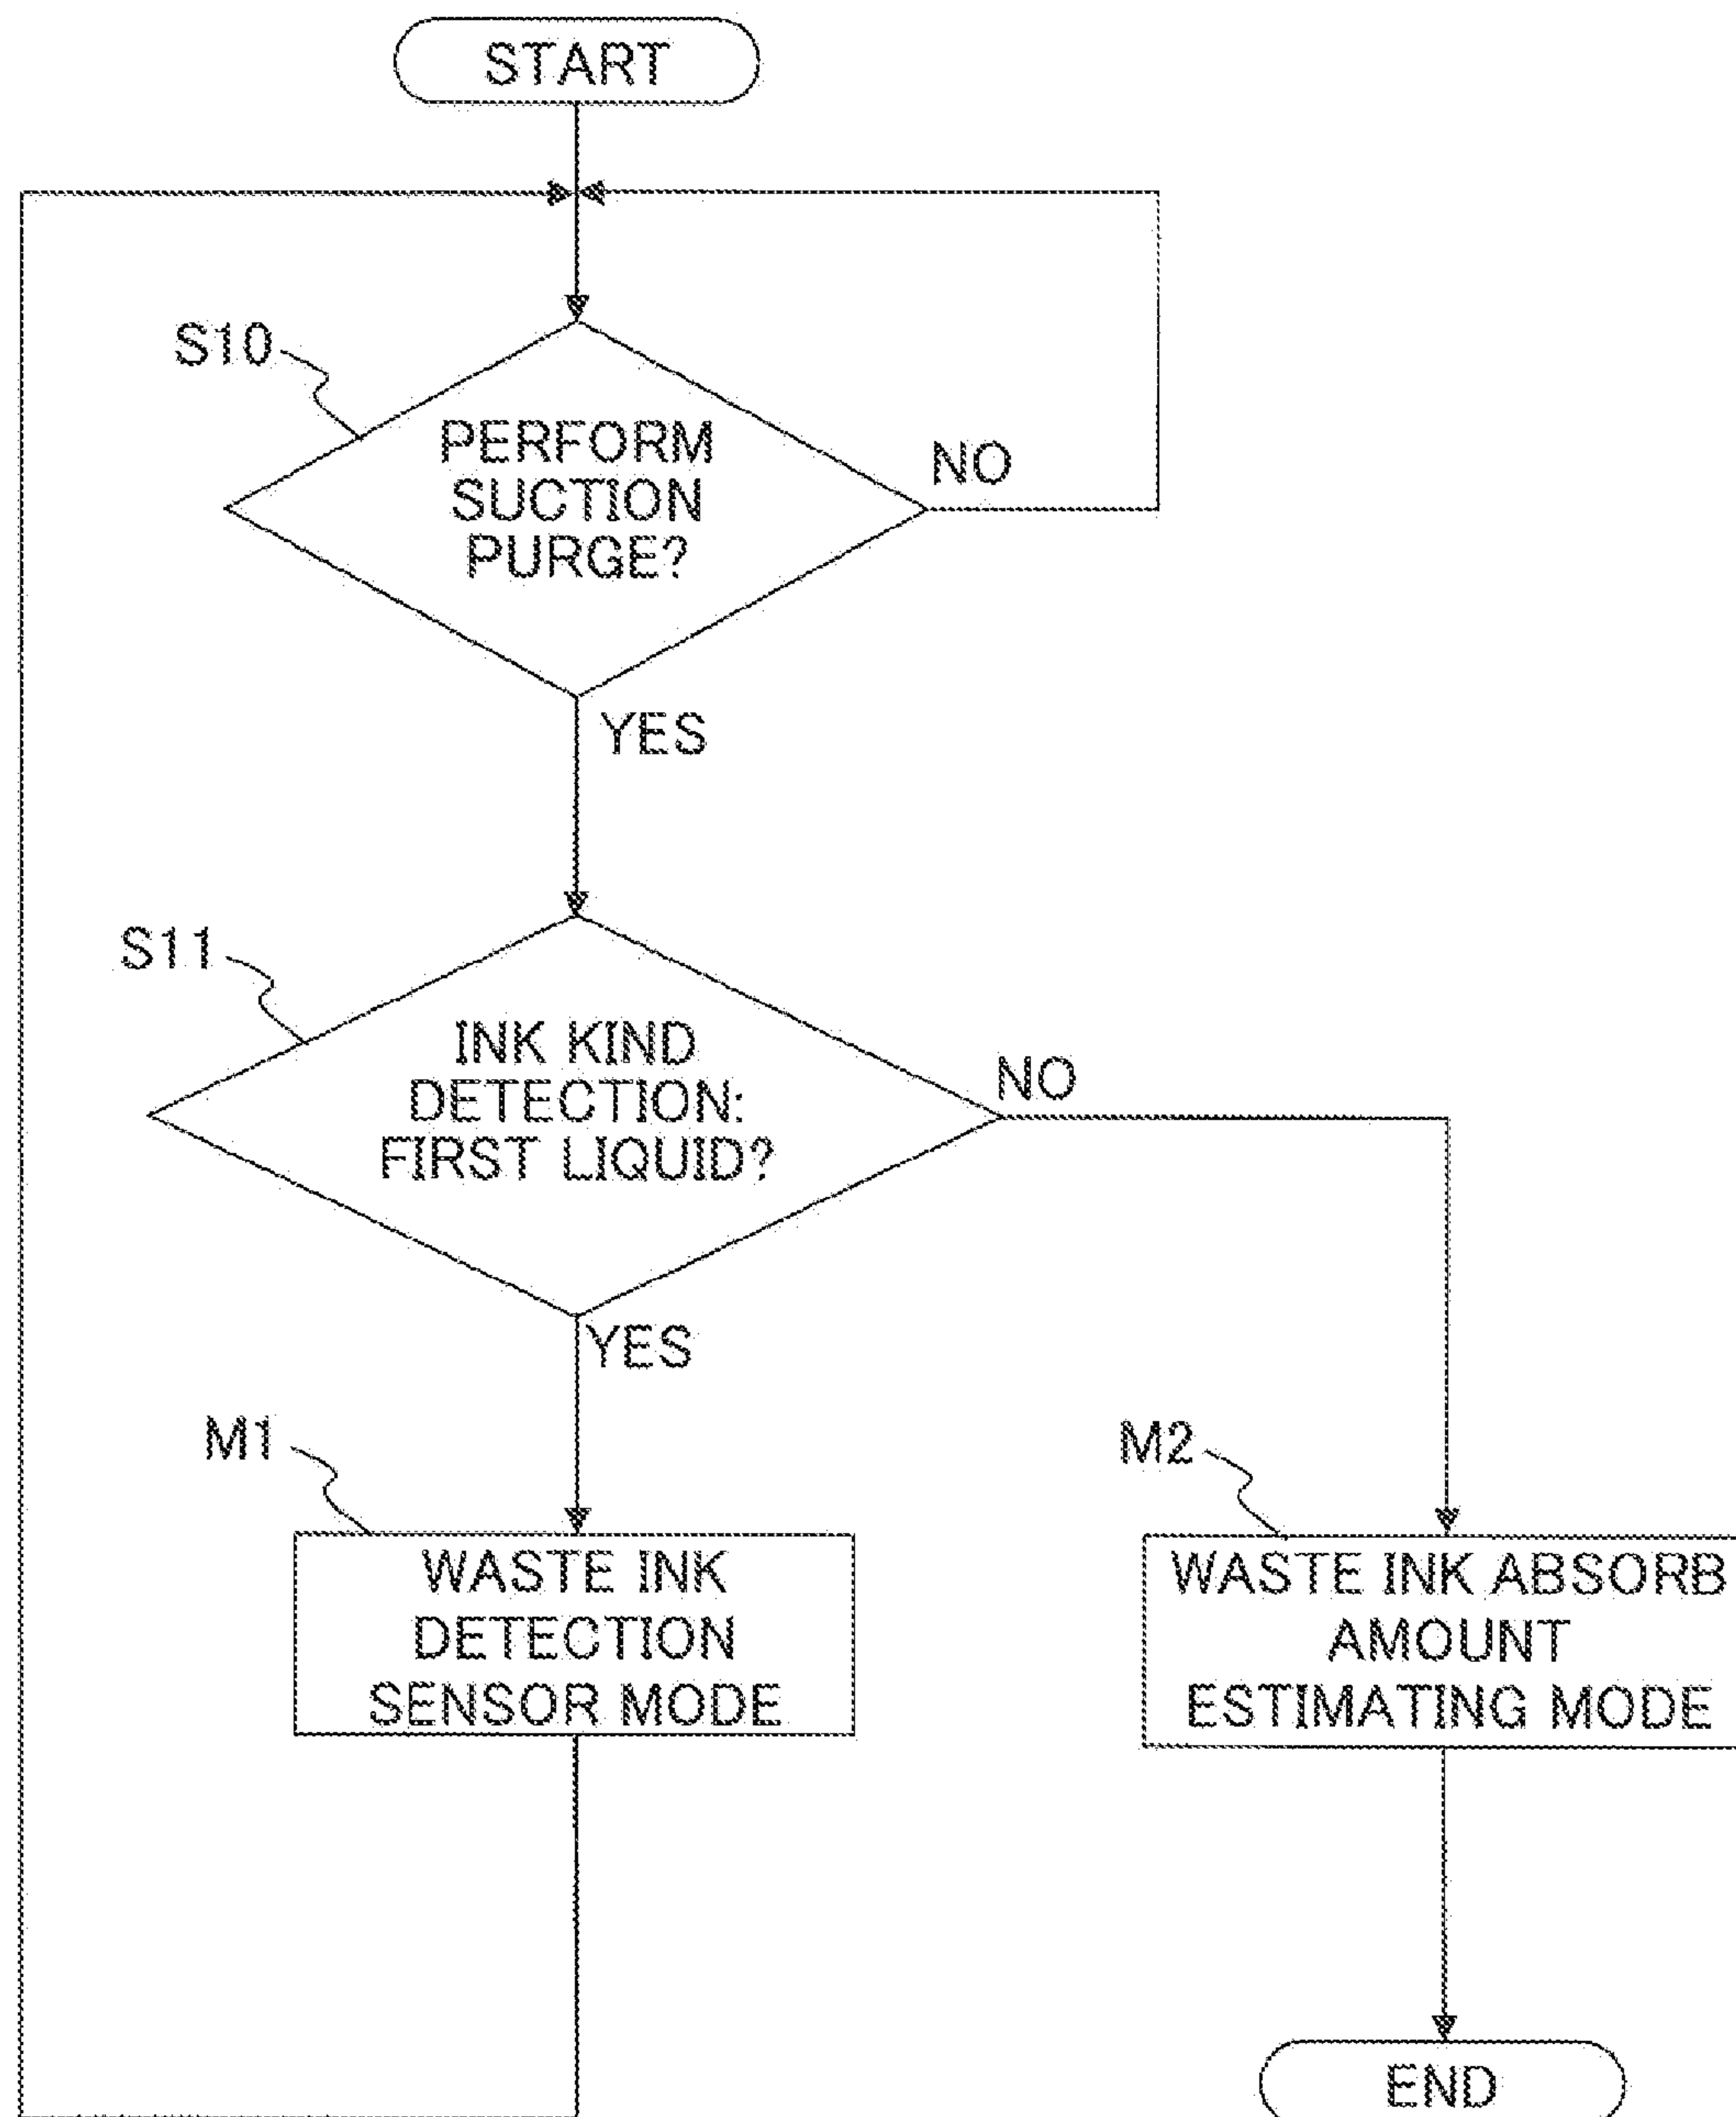 START
S10
PERFORM
SUCTION
PURGE?
NO
YES
S11
INK KIND
DETECTION:
FIRST LIQUID?
NO
YES
M1
WASTE INK
DETECTION
SENSOR MODE
M2
WASTE INK ABSORB
AMOUNT
ESTIMATING MODE
END